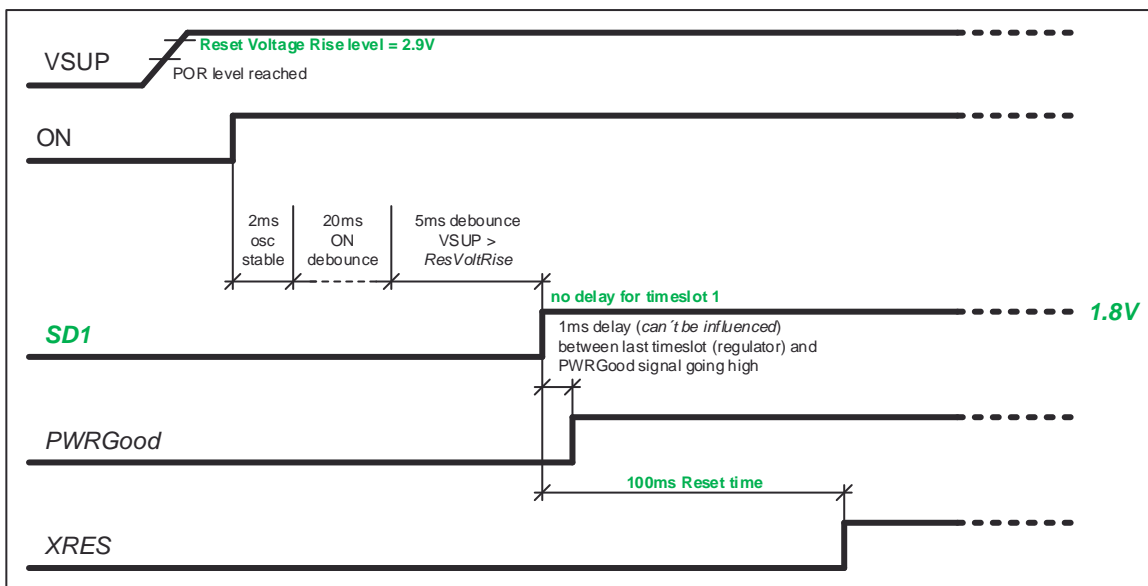 Reset Voltage Rise level = 2.9V
VSUP
POR level reached
ON
2ms
osc
stable
20ms
ON
debounce
5ms debounce
VSUP >
ResVoltRise
no delay for timeslot 1
SD1
1.8V
1ms delay (can´t be influenced)
between last timeslot (regulator) and
PWRGood signal going high
PWRGood
100ms Reset time
XRES